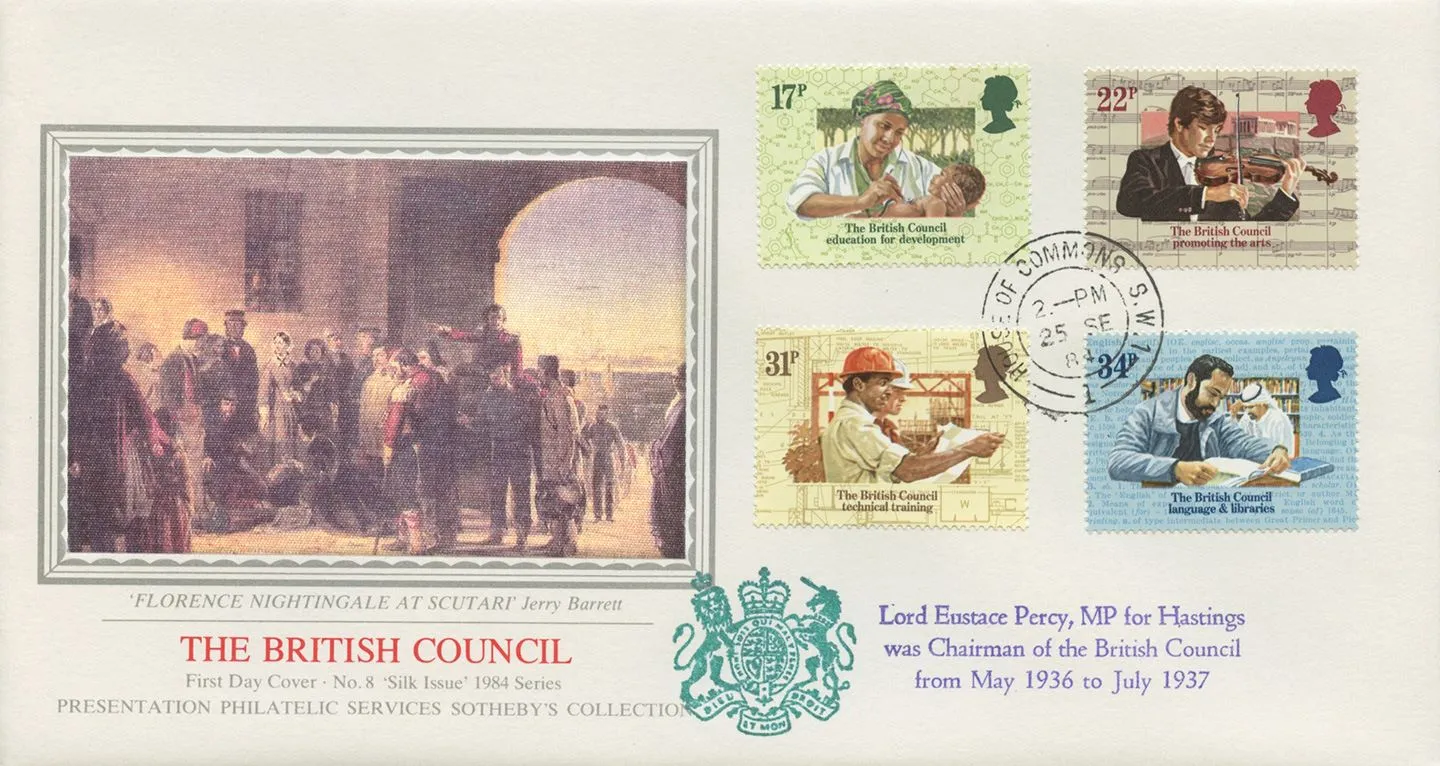 'FLORENCE NIGHTINGALE AT SCUTARI' Jerry Barrett
THE BRITISH COUNCIL
First Day Cover · No. 8 'Silk Issue' 1984 Series
PRESENTATION PHILATELIC SERVICES SOTHEBY'S COLLECTION
17P
The British Council
education for development
22P
The British Council
promoting the arts
HOUSE OF COMMONS S.W.1
2.—PM
25 SE
84
31P
The British Council
technical training
34P
The British Council
language & libraries
DIEU ET MON DROIT
Lord Eustace Percy, MP for Hastings
was Chairman of the British Council
from May 1936 to July 1937